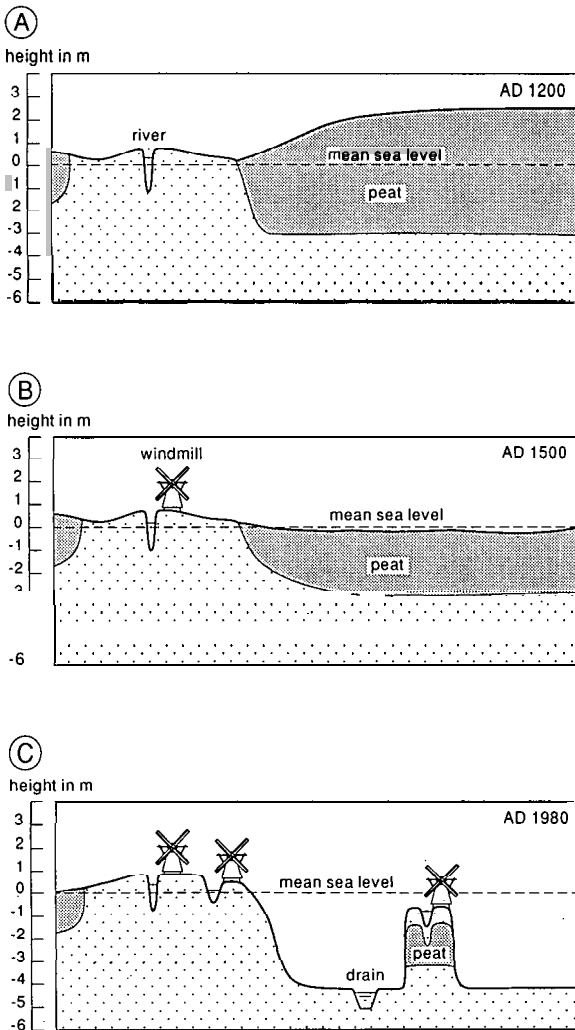 A
height in m
AD 1200
3
2
1
0
1
2
-3
-4
-5
-6
river
mean sea level
peat
B
height in m
AD 1500
windmill
3
2
1
0
-1
-2
-6
mean sea level
peat
C
height in m
AD 1980
3
2
1
0
-1
-2
-3
-4
-5
-6
mean sea level
drain
peat